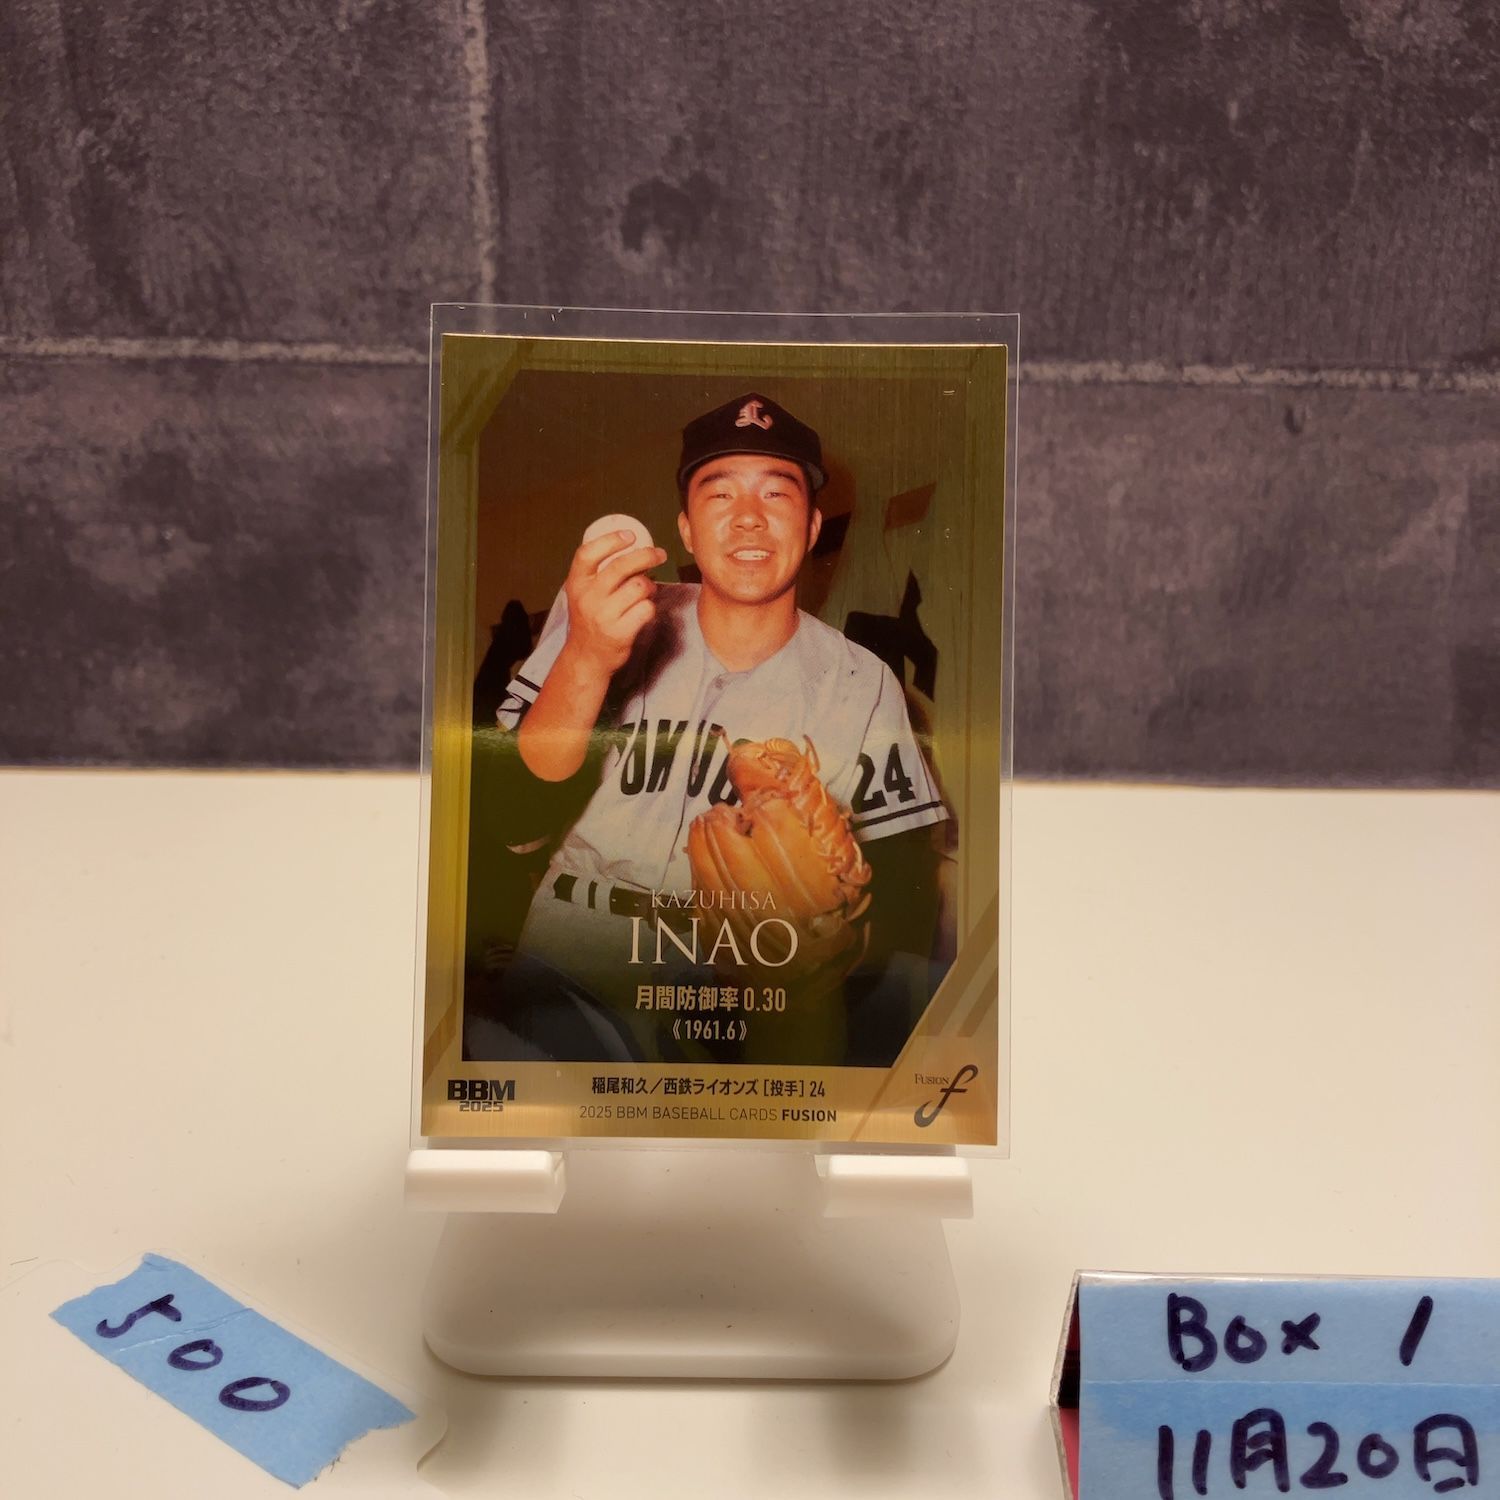 L
OKU
24
KAZUHISA
INAO
月間防御率0.30
《1961.6》
BBM
2025
稲尾和久／西鉄ライオンズ［投手］24
2025 BBM BASEBALL CARDS FUSION
FUSION
f
500
Box 1
11月20日